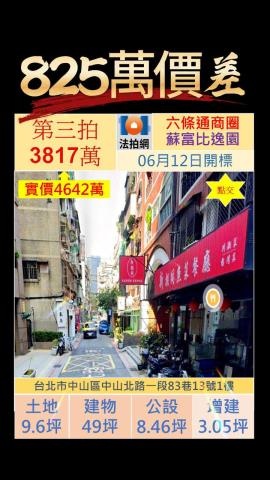 825萬價差
第三拍
3817萬
法拍網
六條通商圈
蘇富比逸園
06月12日開標
實價4642萬
點交
台北市中山區中山北路一段83巷13號1樓
土地
9.6坪
建物
49坪
公設
8.46坪
增建
3.05坪